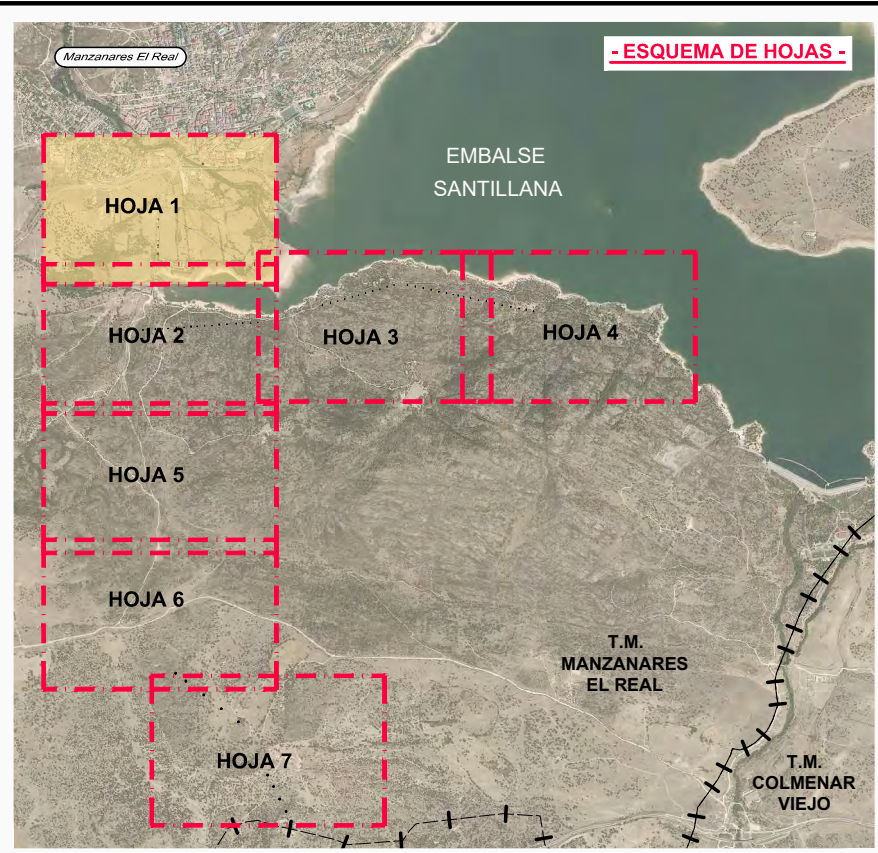 Manzanares El Real
- ESQUEMA DE HOJAS -
EMBALSE
SANTILLANA
HOJA 1
HOJA 2
HOJA 3
HOJA 4
HOJA 5
HOJA 6
T.M.
MANZANARES
EL REAL
HOJA 7
T.M.
COLMENAR
VIEJO